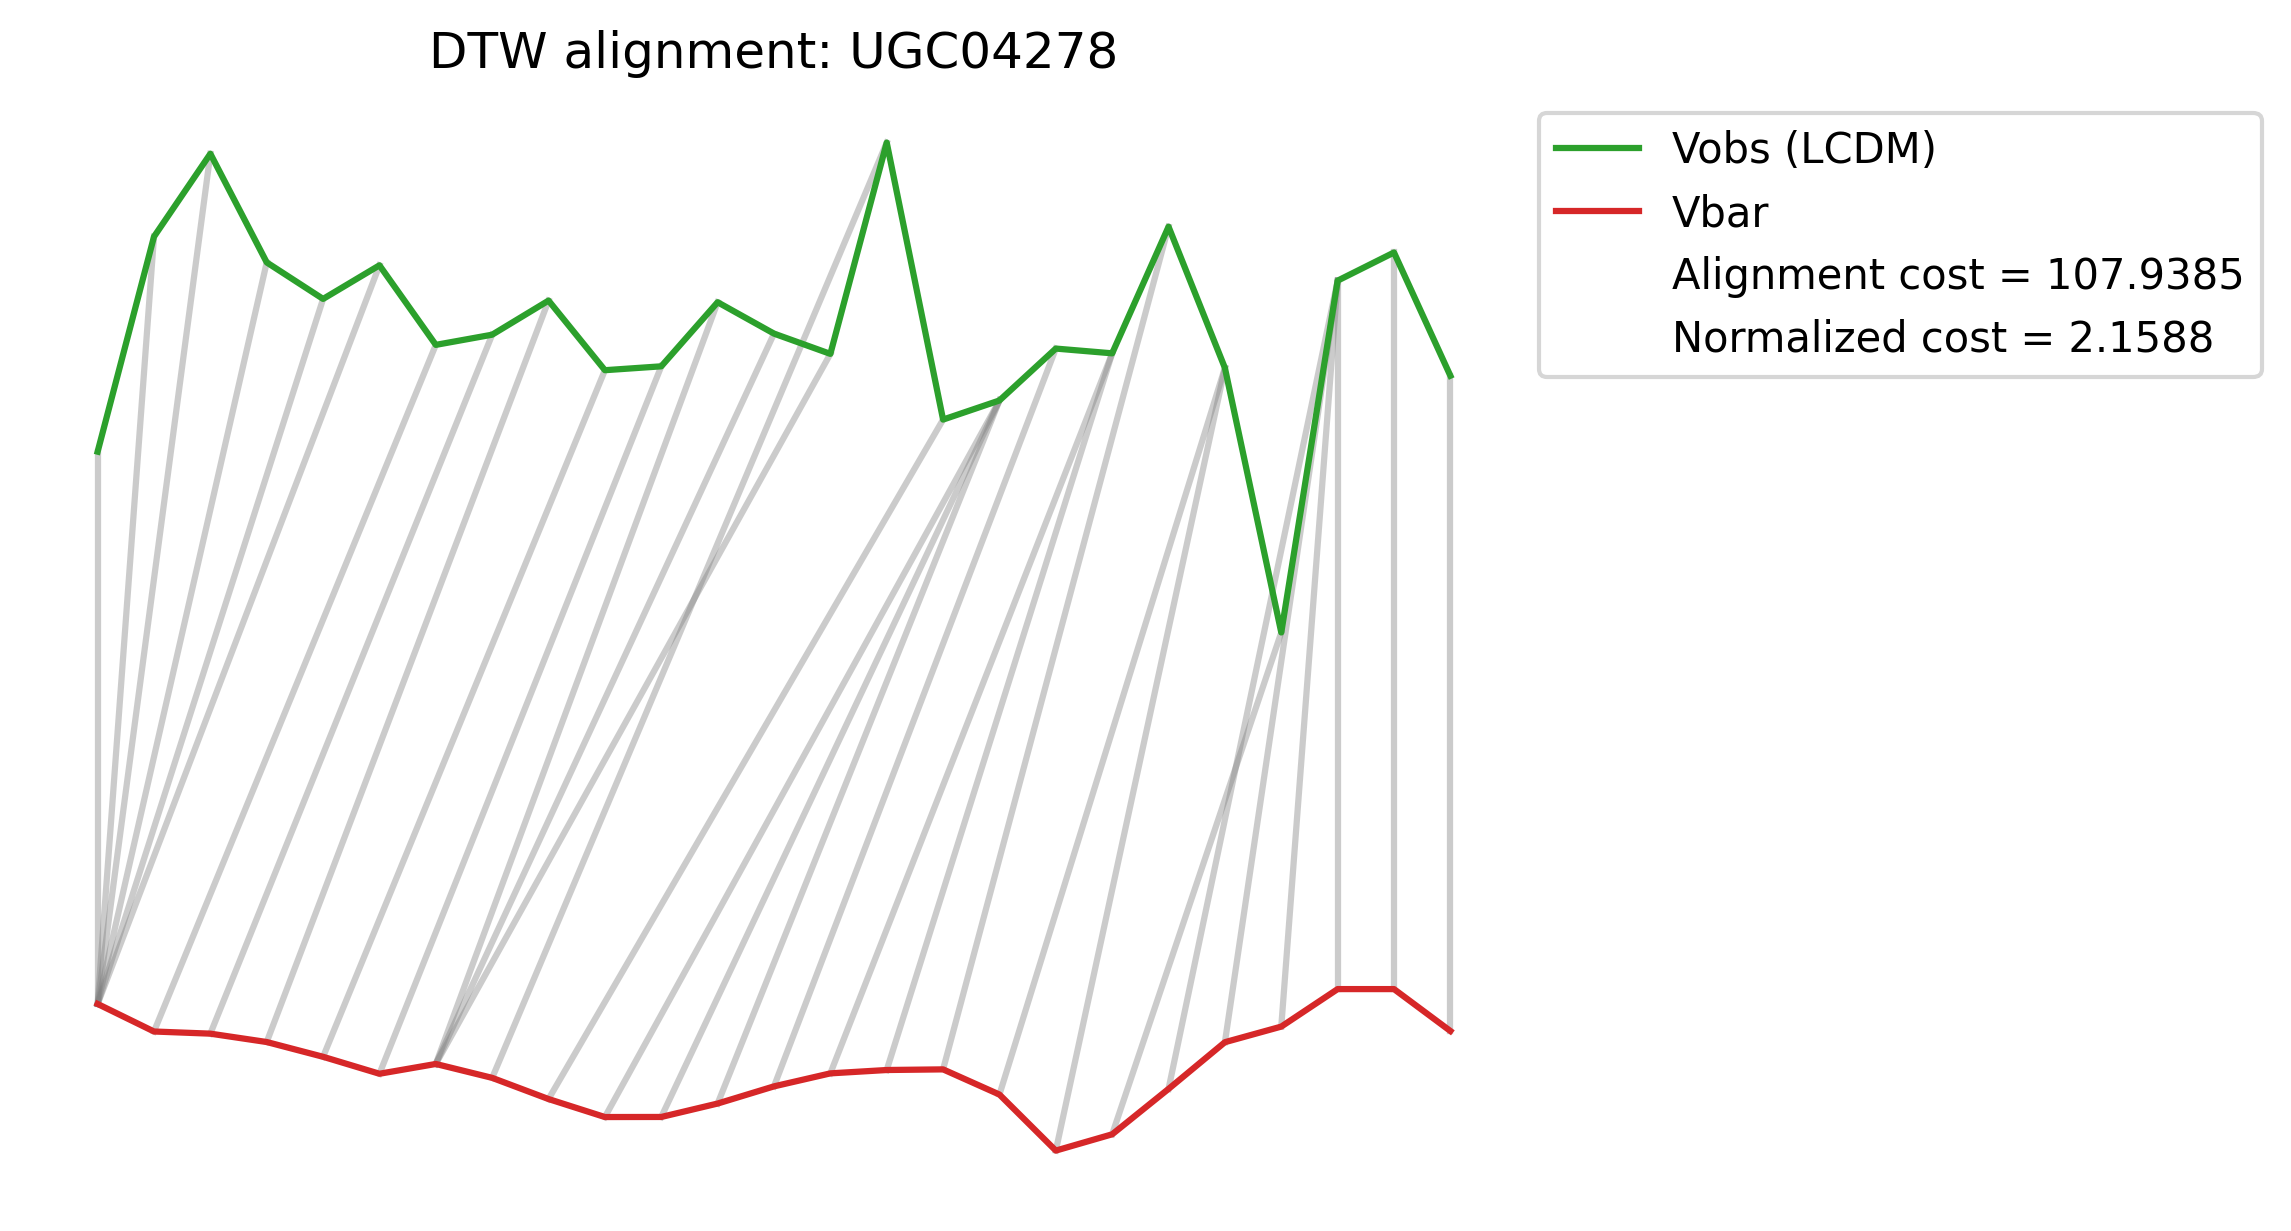 DTW alignment: UGC04278
Vobs (LCDM)
Vbar
Alignment cost = 107.9385
Normalized cost = 2.1588